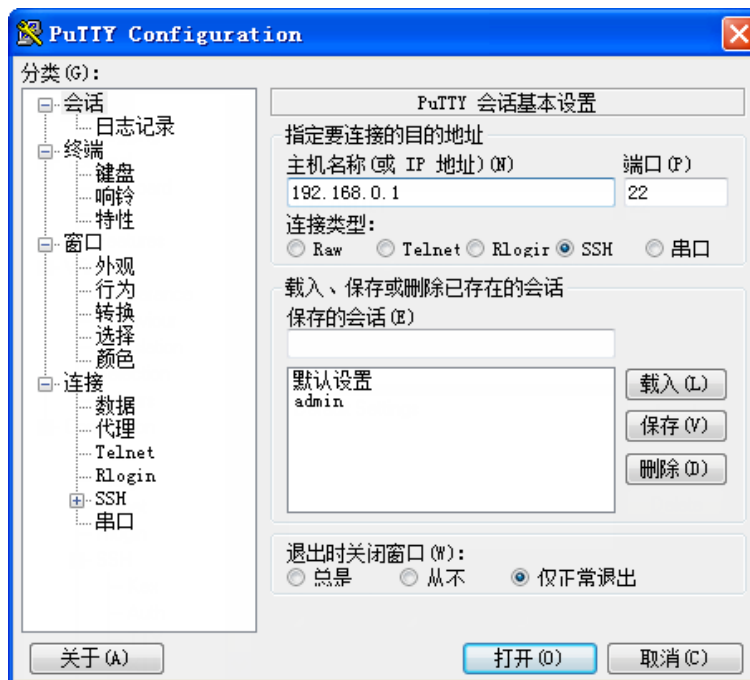 PuTTY Configuration
分类(G):
会话
日志记录
终端
键盘
响铃
特性
窗口
外观
行为
转换
选择
颜色
连接
数据
代理
Telnet
Rlogin
SSH
串口
PuTTY 会话基本设置
指定要连接的目的地址
主机名称(或 IP 地址)(N) 端口(P)
192.168.0.1 22
连接类型:
Raw Telnet Rlogir SSH 串口
载入、保存或删除已存在的会话
保存的会话(E)
默认设置
admin
载入(L)
保存(V)
删除(D)
退出时关闭窗口(W):
总是 从不 仅正常退出
关于(A) 打开(O) 取消(C)